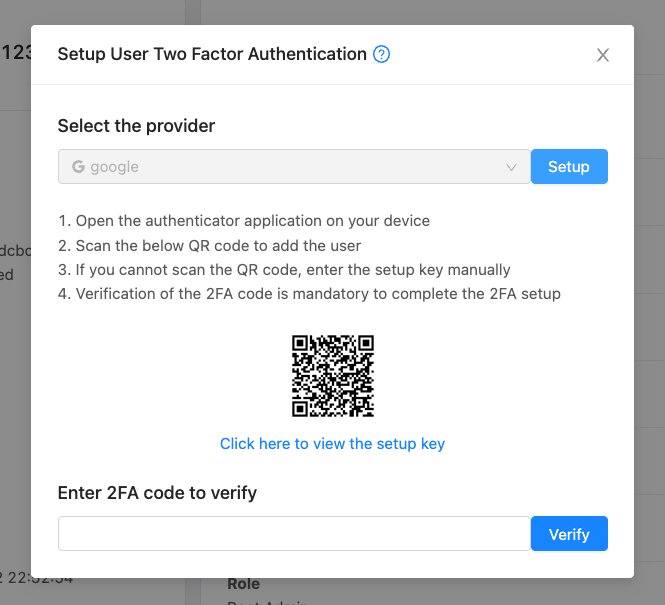 Setup User Two Factor Authentication
123
Select the provider
google
Setup
1. Open the authenticator application on your device
2. Scan the below QR code to add the user
3. If you cannot scan the QR code, enter the setup key manually
4. Verification of the 2FA code is mandatory to complete the 2FA setup
dcbc
ed
Click here to view the setup key
Enter 2FA code to verify
Verify
2 22:52:54
Role